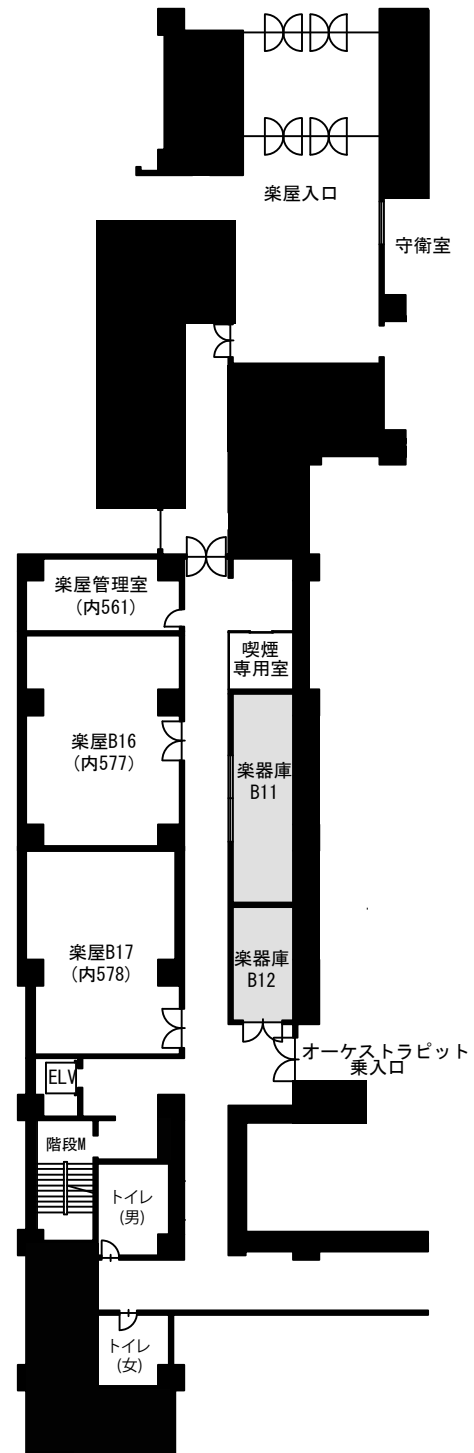 楽屋入口
守衛室
楽屋管理室
(内561)
喫煙
専用室
楽屋B16
(内577)
楽器庫
B11
楽屋B17
(内578)
楽器庫
B12
オーケストラピット
乗入口
ELV
階段M
トイレ
(男)
トイレ
(女)